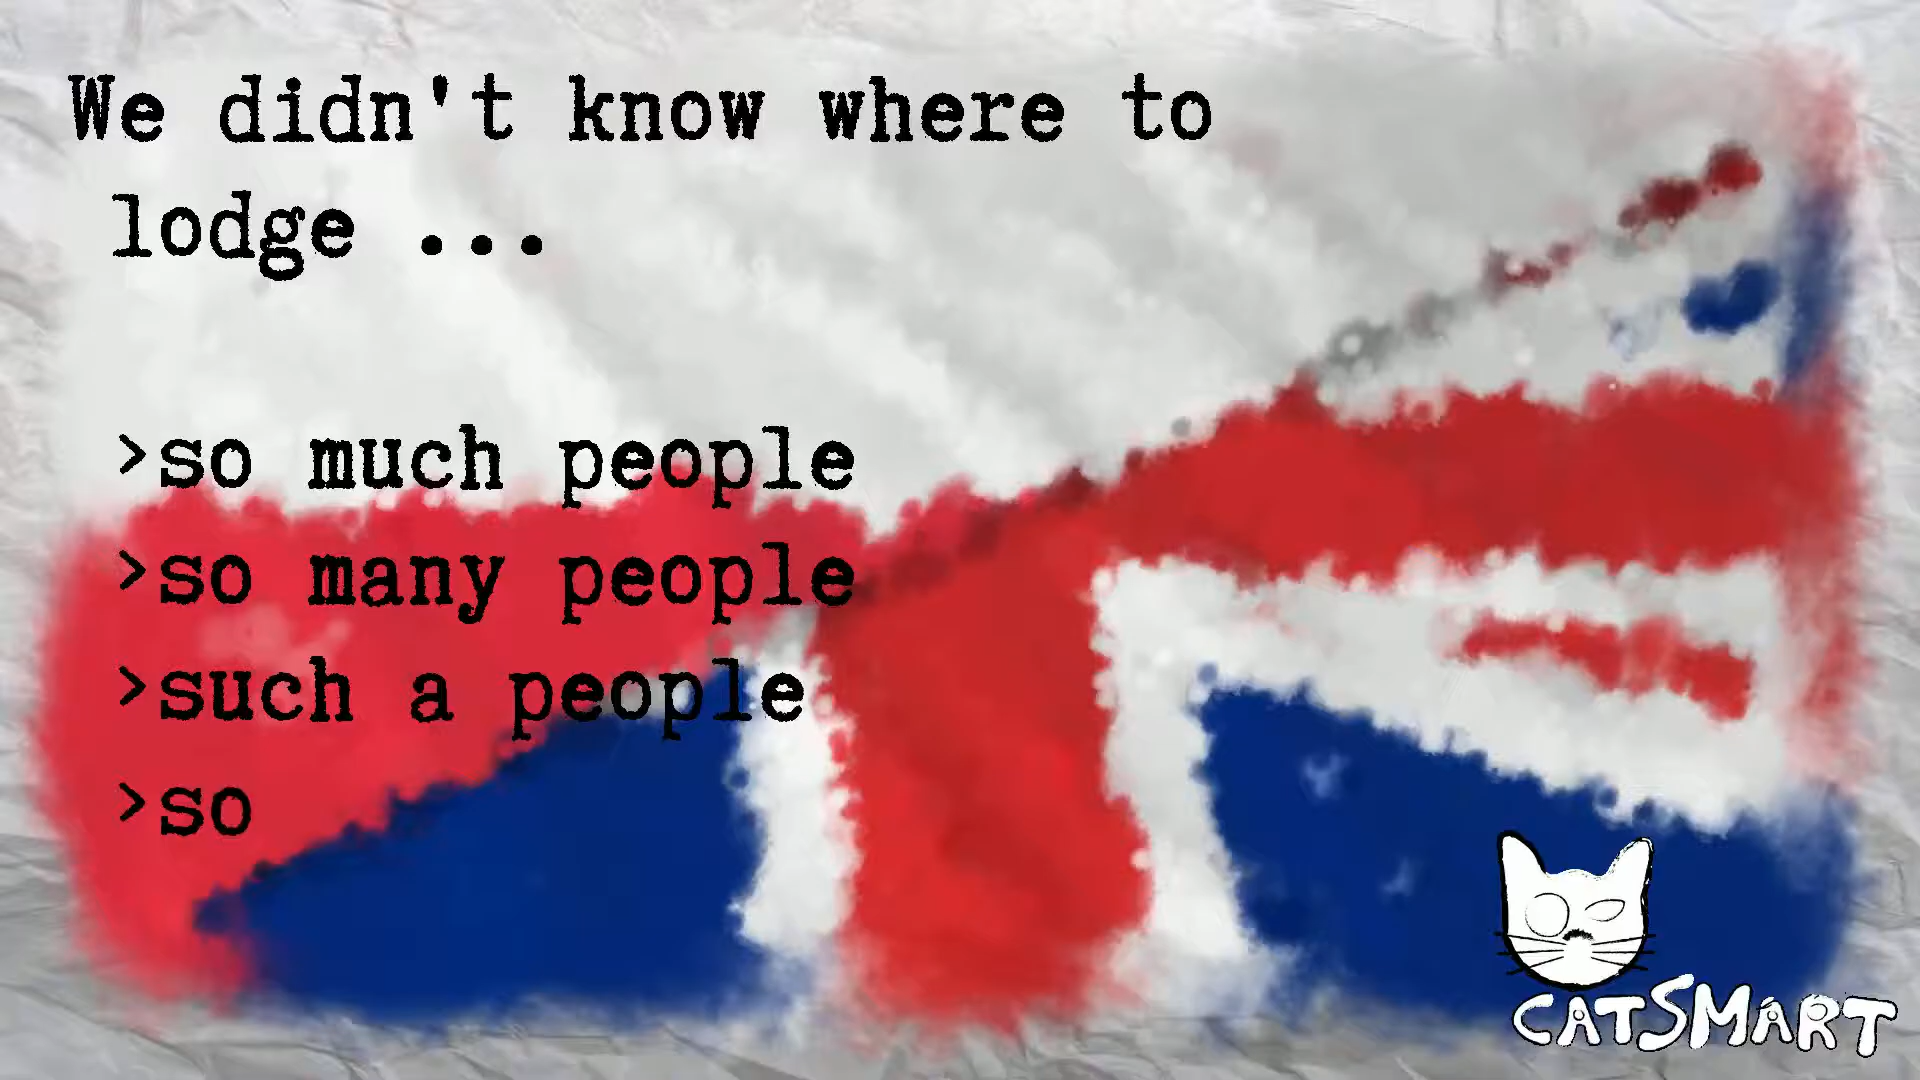 We didn't know where to
lodge ...
>so much people
>so many people
>such a people
>so
CATSMART